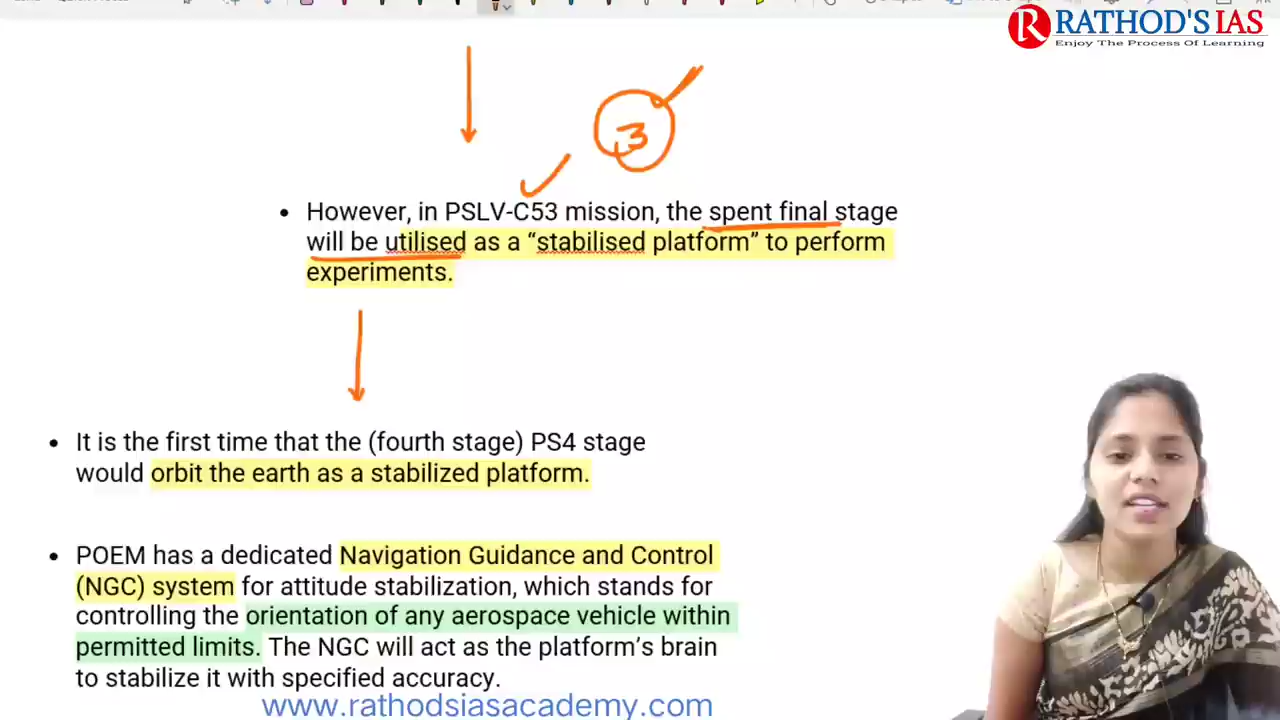 R RATHOD'S IAS
Enjoy The Process Of Learning
3
• However, in PSLV-C53 mission, the spent final stage
will be utilised as a “stabilised platform” to perform
experiments.
• It is the first time that the (fourth stage) PS4 stage
would orbit the earth as a stabilized platform.
• POEM has a dedicated Navigation Guidance and Control
(NGC) system for attitude stabilization, which stands for
controlling the orientation of any aerospace vehicle within
permitted limits. The NGC will act as the platform’s brain
to stabilize it with specified accuracy.
www.rathodsiasacademy.com